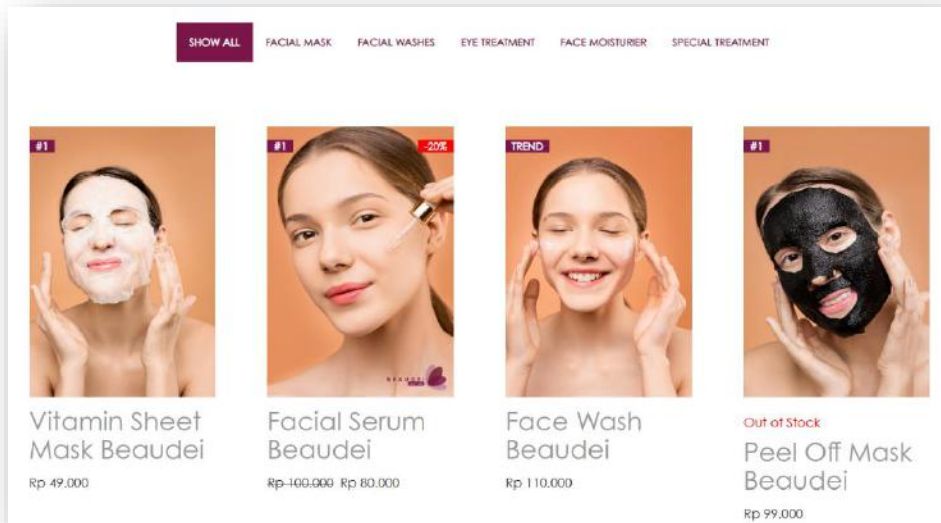 SHOW ALL FACIAL MASK FACIAL WASHES EYE TREATMENT FACE MOISTURIER SPECIAL TREATMENT
#1
Vitamin Sheet
Mask Beaudei
Rp 49.000
#1 -20%
BEAUDEI
Facial Serum
Beaudei
Rp 100.000 Rp 80.000
TREND
Face Wash
Beaudei
Rp 110.000
#1
Out of Stock
Peel Off Mask
Beaudei
Rp 99.000